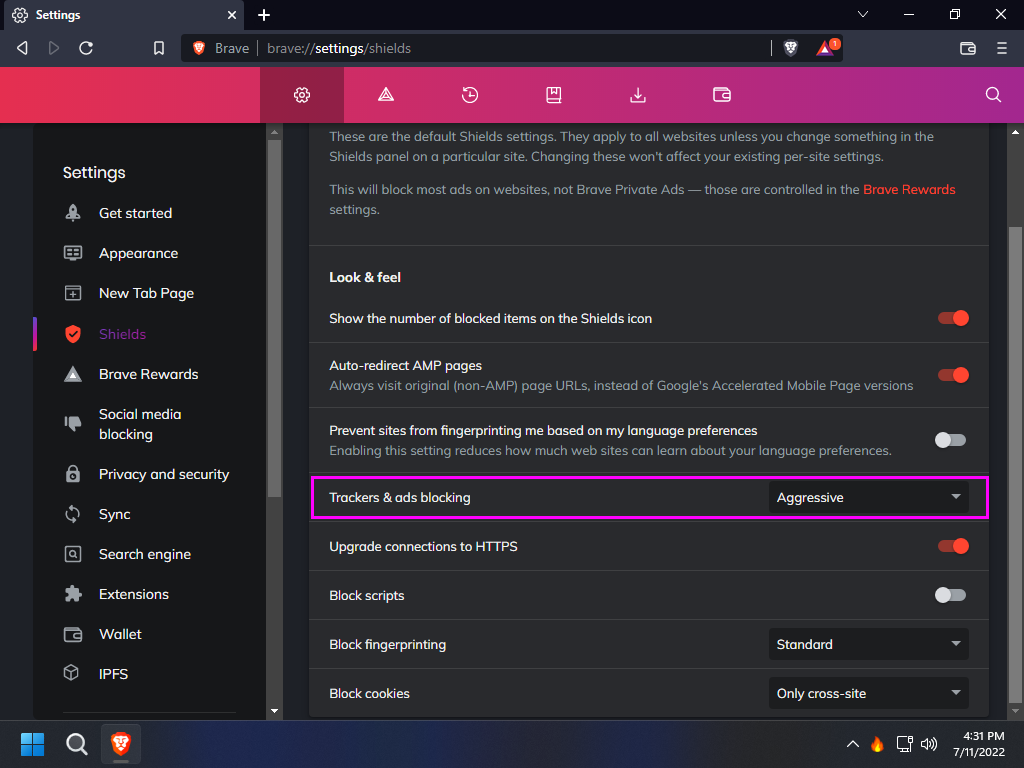 Settings
Brave
brave://settings/shields
1
Settings
Get started
Appearance
New Tab Page
Shields
Brave Rewards
Social media
blocking
Privacy and security
Sync
Search engine
Extensions
Wallet
IPFS
These are the default Shields settings. They apply to all websites unless you change something in the
Shields panel on a particular site. Changing these won't affect your existing per-site settings.
This will block most ads on websites, not Brave Private Ads — those are controlled in the Brave Rewards
settings.
Look & feel
Show the number of blocked items on the Shields icon
Auto-redirect AMP pages
Always visit original (non-AMP) page URLs, instead of Google's Accelerated Mobile Page versions
Prevent sites from fingerprinting me based on my language preferences
Enabling this setting reduces how much web sites can learn about your language preferences.
Trackers & ads blocking Aggressive
Upgrade connections to HTTPS
Block scripts
Block fingerprinting Standard
Block cookies Only cross-site
4:31 PM
7/11/2022